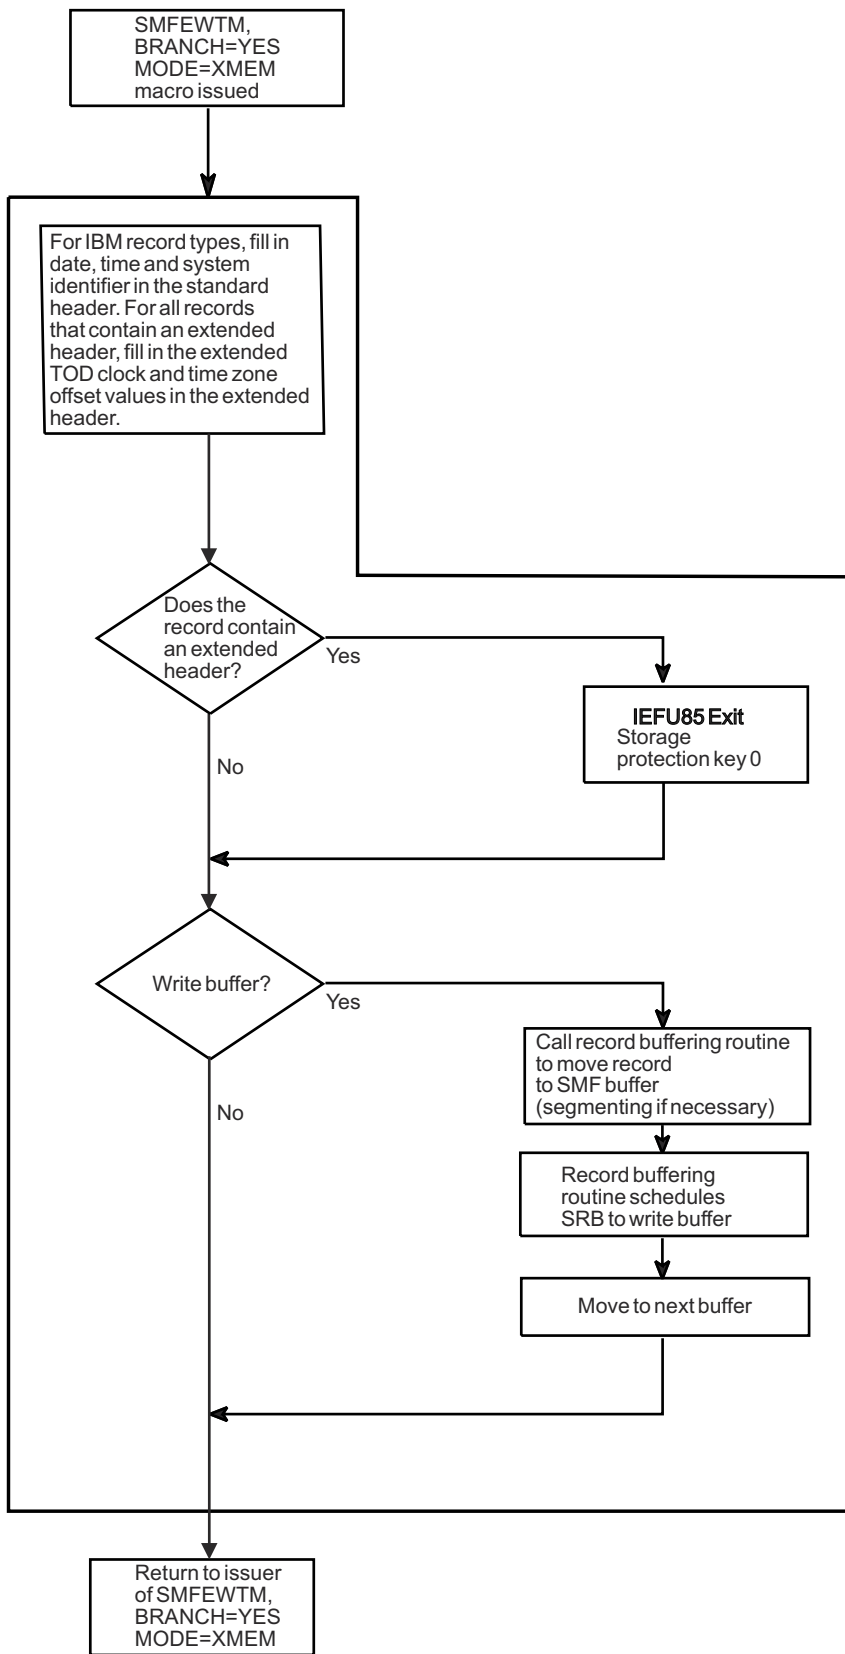 SMFEWTM,
BRANCH=YES
MODE=XMEM
macro issued
For IBM record types, fill in
date, time and system
identifier in the standard
header. For all records
that contain an extended
header, fill in the extended
TOD clock and time zone
offset values in the extended
header.
Does the
record contain
an extended
header?
Yes
IEFU85 Exit
Storage
protection key 0
No
Write buffer?
Yes
Call record buffering routine
to move record
to SMF buffer
(segmenting if necessary)
No
Record buffering
routine schedules
SRB to write buffer
Move to next buffer
Return to issuer
of SMFEWTM,
BRANCH=YES
MODE=XMEM